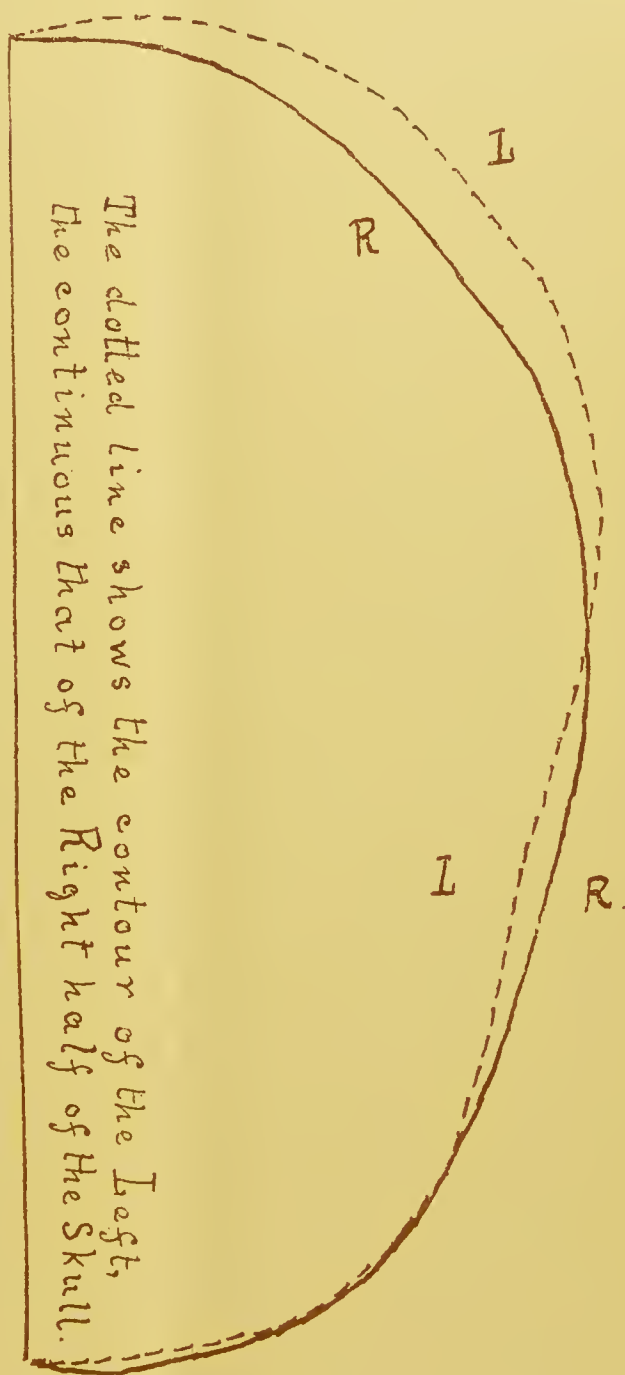 L
R
The dotted line shows the contour of the Left,
the continuous that of the Right half of the Skull.
L
R.